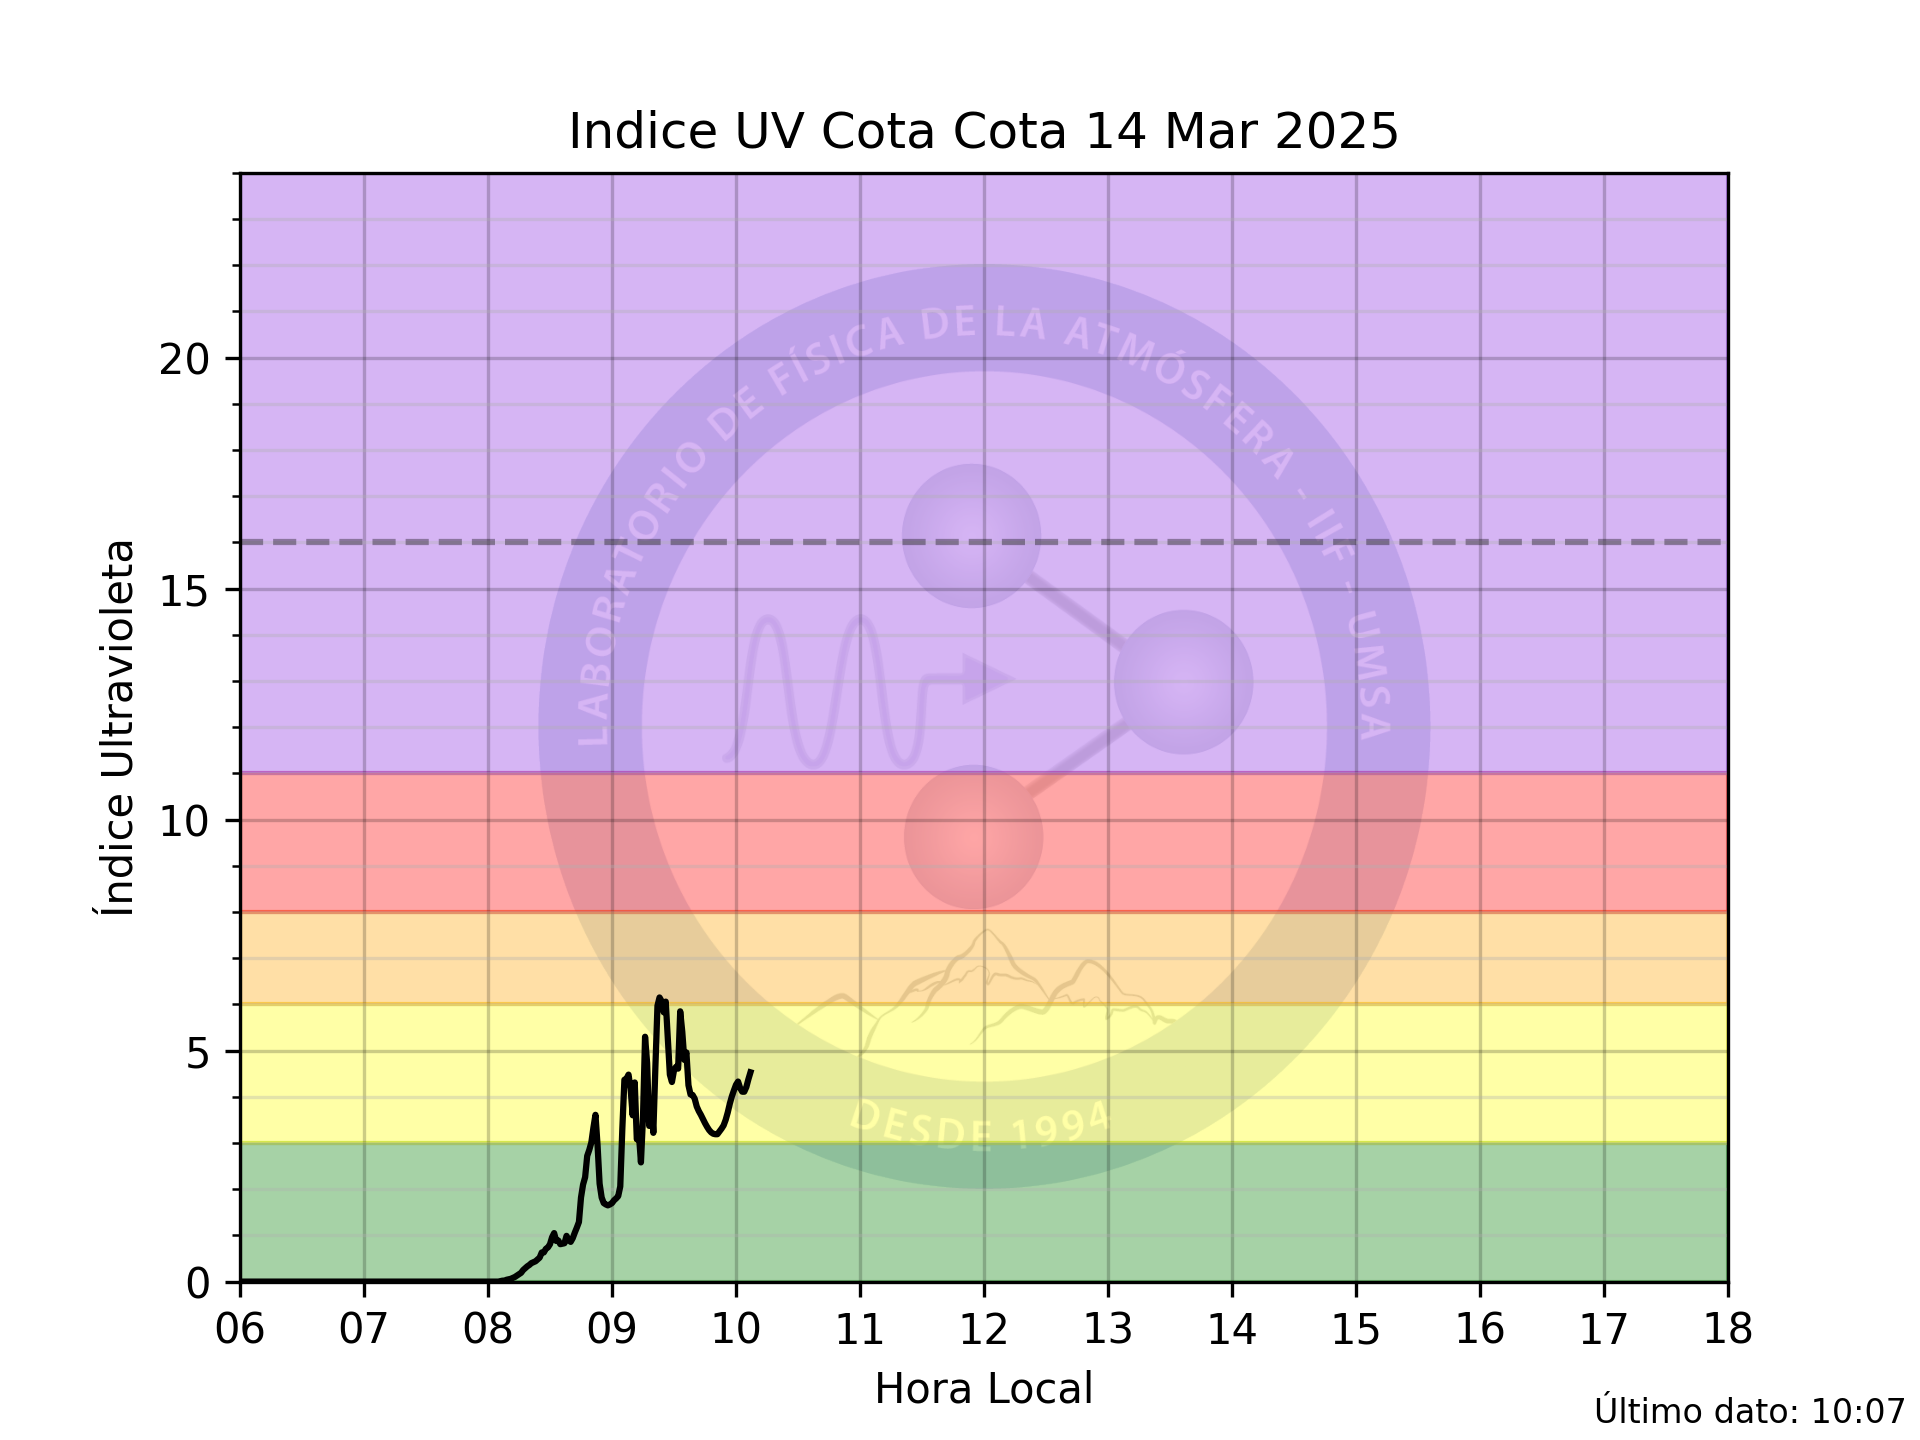 Indice UV Cota Cota 14 Mar 2025
Índice Ultravioleta
20
15
10
5
0
LABORATORIO DE FÍSICA DE LA ATMÓSFERA - IIF - UMSA
DESDE 1994
06 07 08 09 10 11 12 13 14 15 16 17 18
Hora Local
Último dato: 10:07